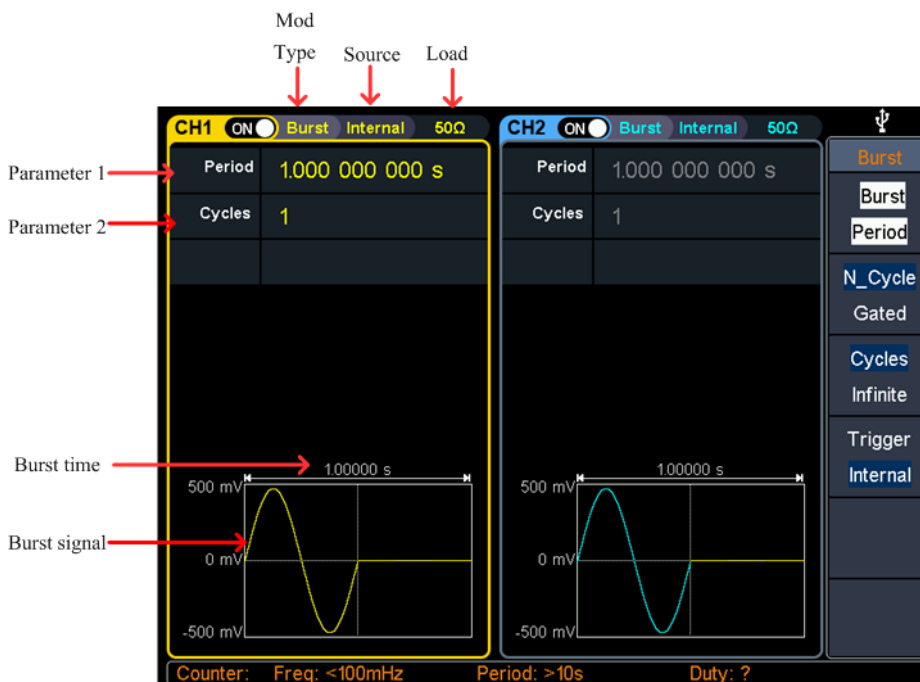 Mod
Type Source Load
CH1 ON Burst Internal 50Ω CH2 ON Burst Internal 50Ω
Burst
Parameter 1 Period 1.000 000 000 s Period 1.000 000 000 s
Burst
Period
Parameter 2 Cycles 1 Cycles 1
N_Cycle
Gated
Cycles
Infinite
Trigger
Internal
Burst time 1.00000 s 1.00000 s
500 mV 500 mV
Burst signal 0 mV 0 mV
-500 mV -500 mV
Counter: Freq: <100mHz Period: >10s Duty: ?